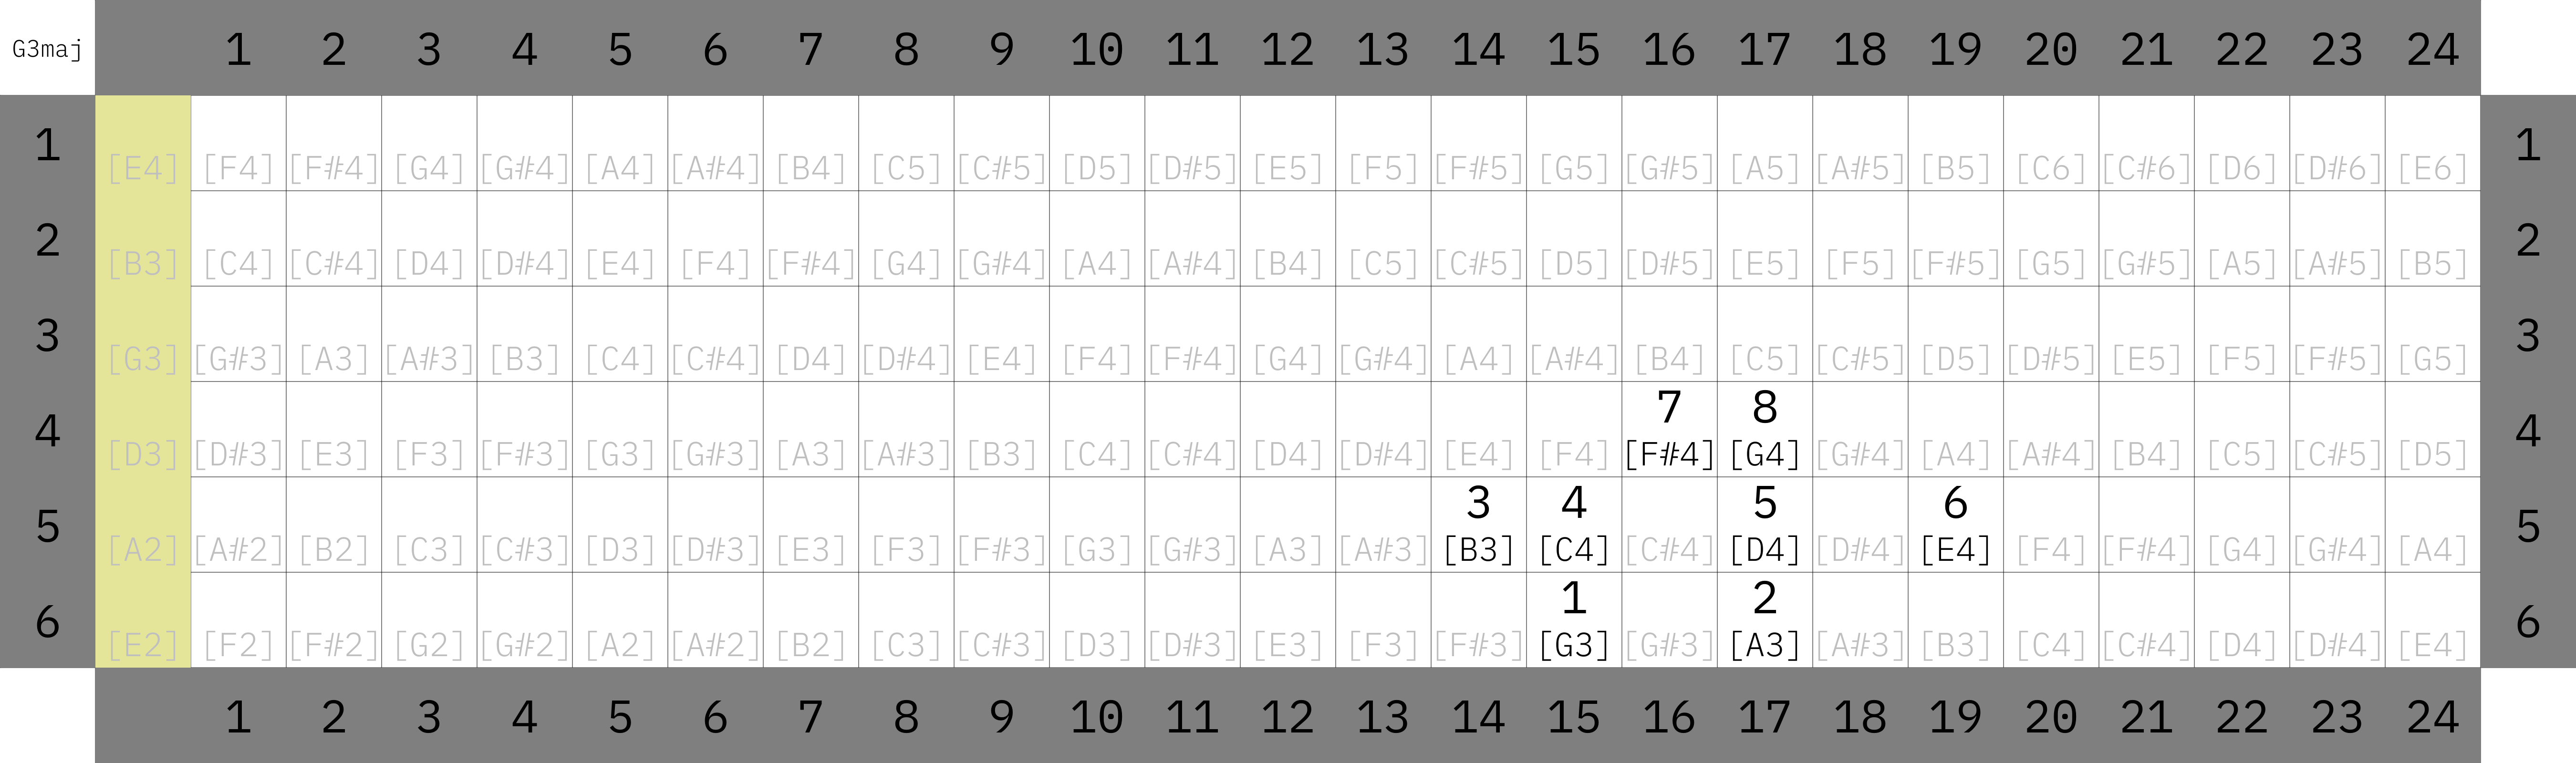 G3maj 1 2 3 4 5 6 7 8 9 10 11 12 13 14 15 16 17 18 19 20 21 22 23 24
1 [E4] [F4] [F#4] [G4] [G#4] [A4] [A#4] [B4] [C5] [C#5] [D5] [D#5] [E5] [F5] [F#5] [G5] [G#5] [A5] [A#5] [B5] [C6] [C#6] [D6] [D#6] [E6] 1
2 [B3] [C4] [C#4] [D4] [D#4] [E4] [F4] [F#4] [G4] [G#4] [A4] [A#4] [B4] [C5] [C#5] [D5] [D#5] [E5] [F5] [F#5] [G5] [G#5] [A5] [A#5] [B5] 2
3 [G3] [G#3] [A3] [A#3] [B3] [C4] [C#4] [D4] [D#4] [E4] [F4] [F#4] [G4] [G#4] [A4] [A#4] [B4] [C5] [C#5] [D5] [D#5] [E5] [F5] [F#5] [G5] 3
7 8
4 [D3] [D#3] [E3] [F3] [F#3] [G3] [G#3] [A3] [A#3] [B3] [C4] [C#4] [D4] [D#4] [E4] [F4] [F#4] [G4] [G#4] [A4] [A#4] [B4] [C5] [C#5] [D5] 4
3 4 5 6
5 [A2] [A#2] [B2] [C3] [C#3] [D3] [D#3] [E3] [F3] [F#3] [G3] [G#3] [A3] [A#3] [B3] [C4] [C#4] [D4] [D#4] [E4] [F4] [F#4] [G4] [G#4] [A4] 5
1 2
6 [E2] [F2] [F#2] [G2] [G#2] [A2] [A#2] [B2] [C3] [C#3] [D3] [D#3] [E3] [F3] [F#3] [G3] [G#3] [A3] [A#3] [B3] [C4] [C#4] [D4] [D#4] [E4] 6
1 2 3 4 5 6 7 8 9 10 11 12 13 14 15 16 17 18 19 20 21 22 23 24